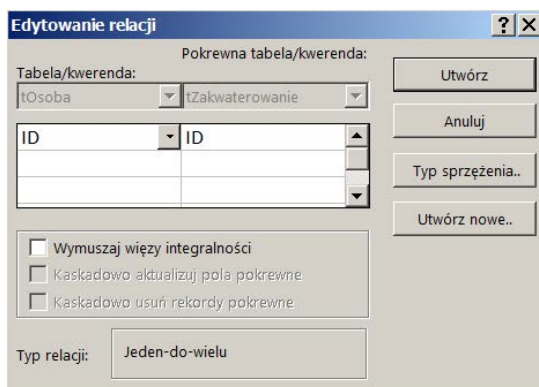 Edytowanie relacji
Pokrewna tabela/kwerenda:
Tabela/kwerenda:
tOsoba tZakwaterowanie
ID ID
Utwórz
Anuluj
Typ sprzężenia..
Utwórz nowe..
Wymuszaj więzy integralności
Kaskadowo aktualizuj pola pokrewne
Kaskadowo usuń rekordy pokrewne
Typ relacji: Jeden-do-wielu